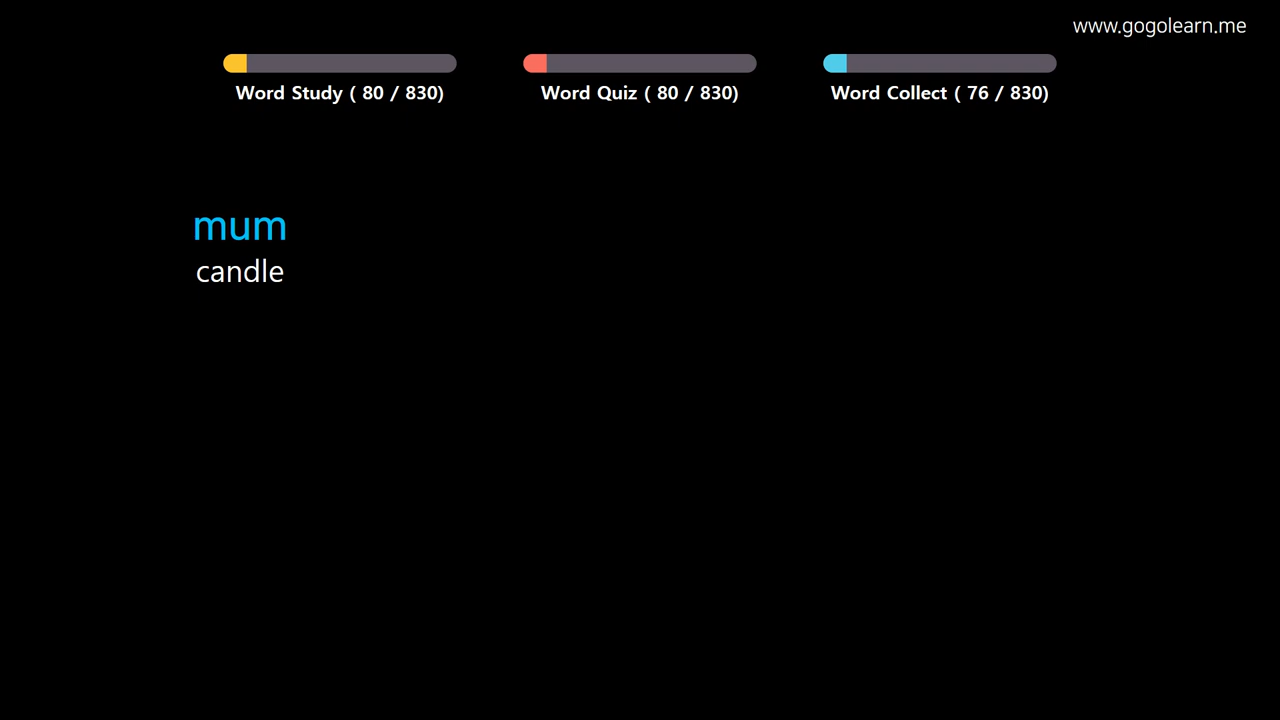 www.gogolearn.me
Word Study ( 80 / 830)
Word Quiz ( 80 / 830)
Word Collect ( 76 / 830)
mum
candle